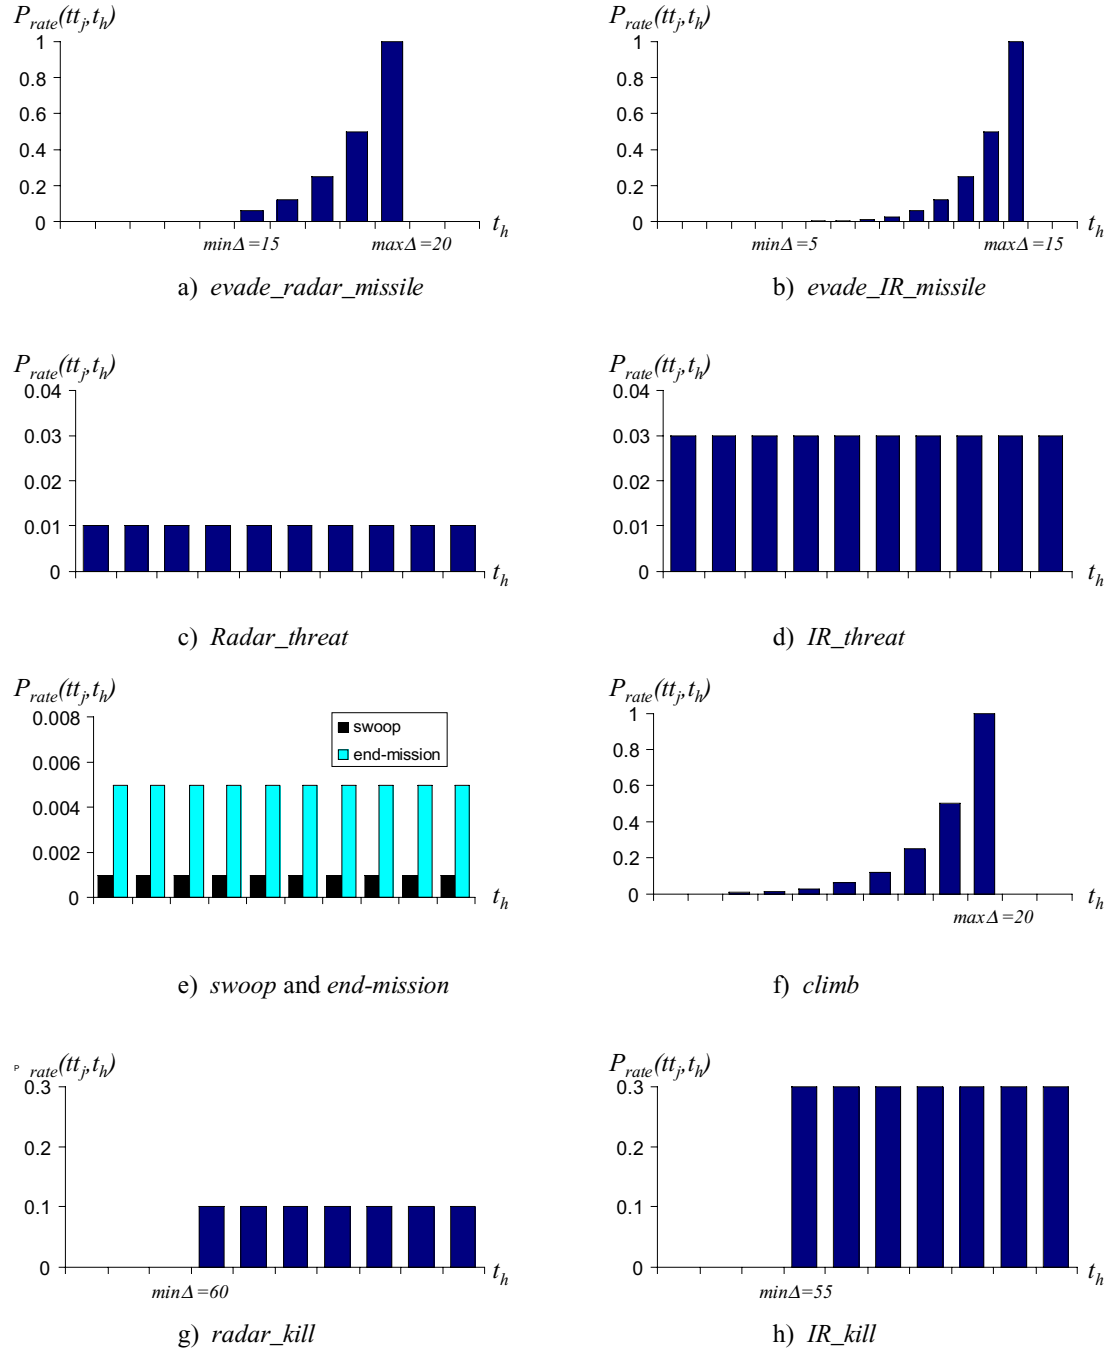 P_rate(tt_j,t_h) P_rate(tt_j,t_h)
1 1
0.8 0.8
0.6 0.6
0.4 0.4
0.2 0.2
0 t_h 0 t_h
minΔ=15 maxΔ=20 minΔ=5 maxΔ=15
a) evade_radar_missile b) evade_IR_missile
P_rate(tt_j,t_h) P_rate(tt_j,t_h)
0.04 0.04
0.03 0.03
0.02 0.02
0.01 0.01
0 t_h 0 t_h
c) Radar_threat d) IR_threat
P_rate(tt_j,t_h) P_rate(tt_j,t_h)
0.008 1
swoop
0.006 0.8
end-mission
0.6
0.004
0.4
0.002
0.2
0 t_h 0 t_h
maxΔ=20
e) swoop and end-mission f) climb
P rate(tt_j,t_h) P_rate(tt_j,t_h)
0.3 0.3
0.2 0.2
0.1 0.1
0 t_h 0 t_h
minΔ=60 minΔ=55
g) radar_kill h) IR_kill